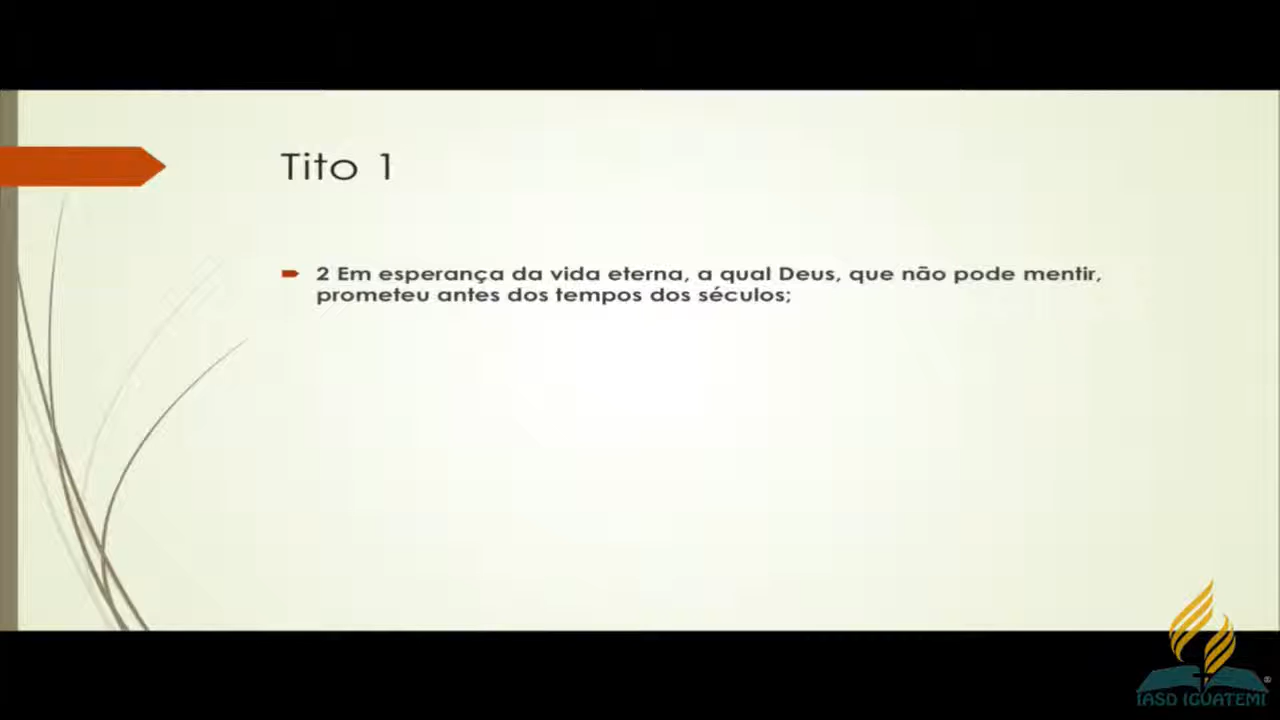 Tito 1
2 Em esperança da vida eterna, a qual Deus, que não pode mentir,
prometeu antes dos tempos dos séculos;
IASD IGUATEMI
®